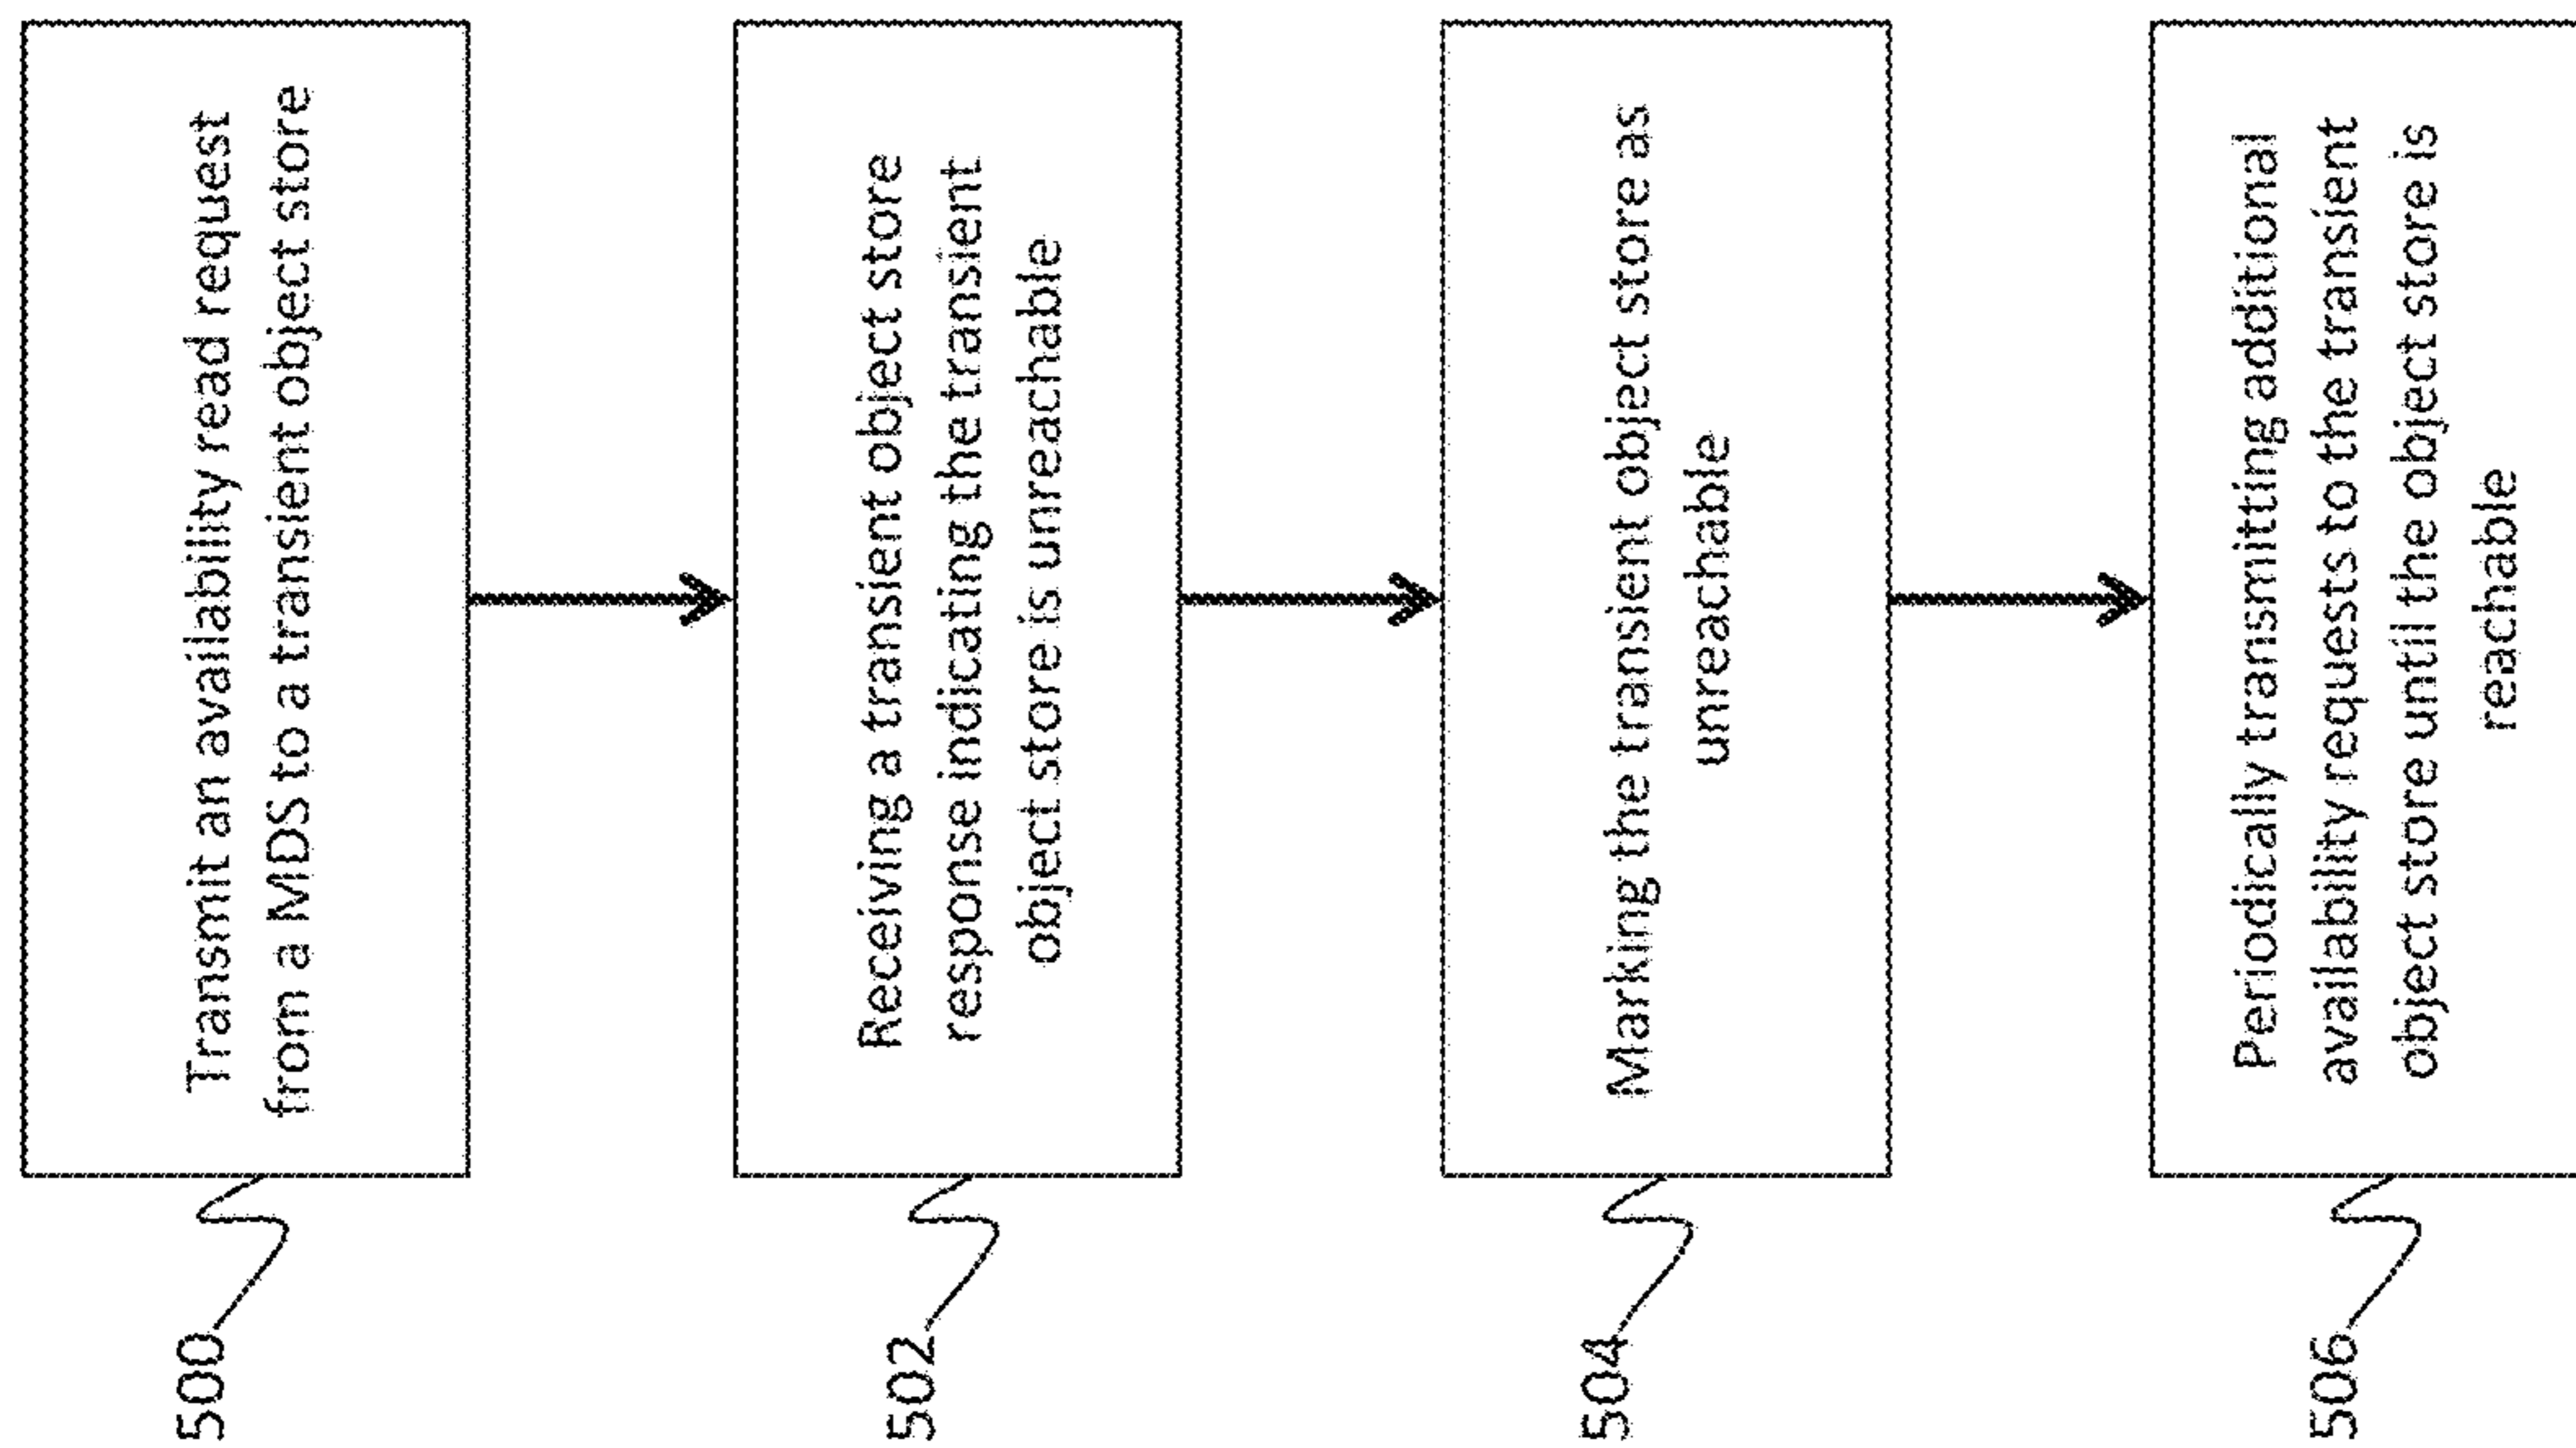 500
Transmit an availability read request
from a MDS to a transient object store
502
Receiving a transient object store
response indicating the transient
object store is unreachable
504
Marking the transient object store as
unreachable
506
Periodically transmitting additional
availability requests to the transient
object store until the object store is
reachable